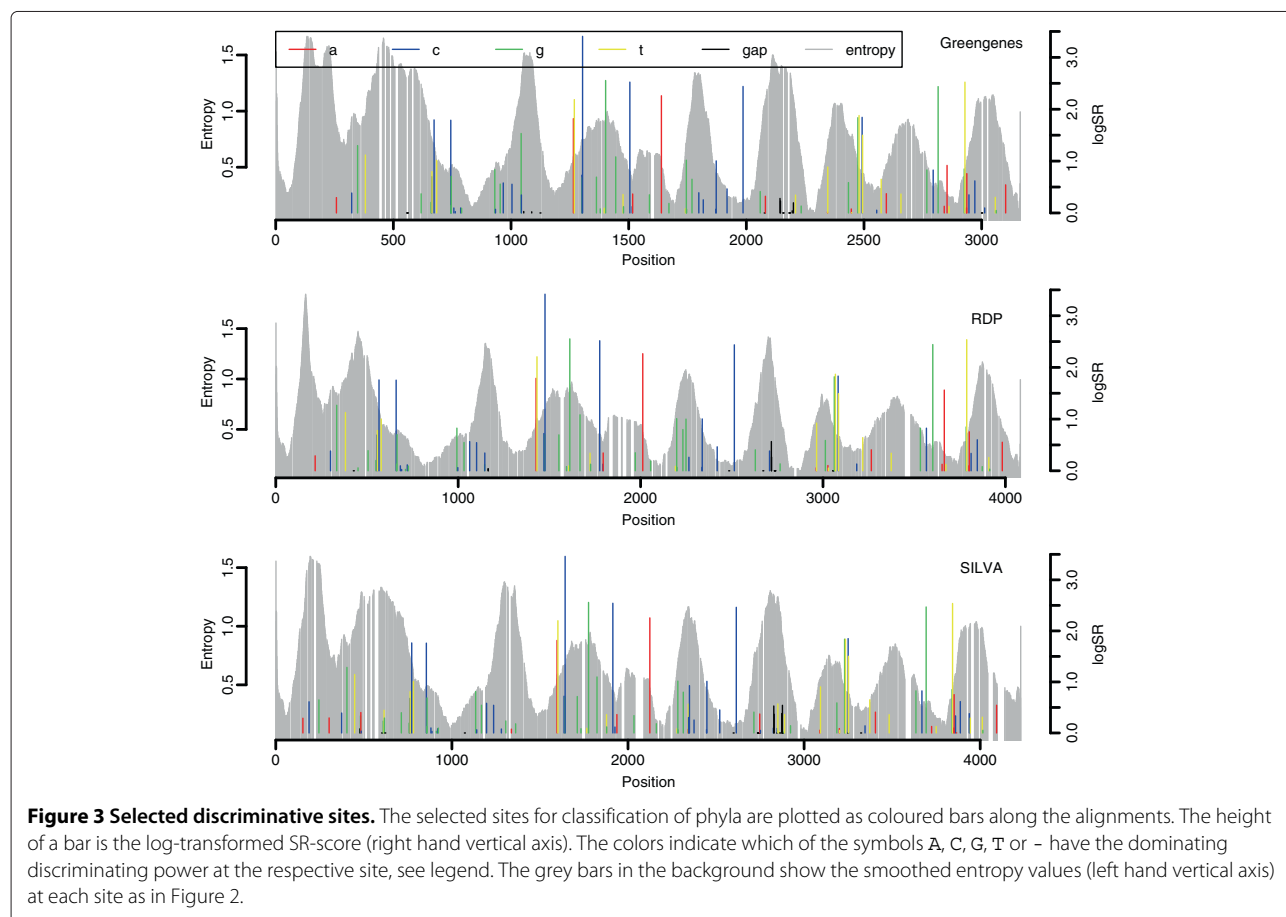 a c g t gap entropy
Greengenes
Entropy
0.5 1.0 1.5
logSR
0.0 1.0 2.0 3.0
0 500 1000 1500 2000 2500 3000
Position
RDP
Entropy
0.5 1.0 1.5
logSR
0.0 1.0 2.0 3.0
0 1000 2000 3000 4000
Position
SILVA
Entropy
0.5 1.0 1.5
logSR
0.0 1.0 2.0 3.0
0 1000 2000 3000 4000
Position
Figure 3 Selected discriminative sites. The selected sites for classification of phyla are plotted as coloured bars along the alignments. The height
of a bar is the log-transformed SR-score (right hand vertical axis). The colors indicate which of the symbols A, C, G, T or - have the dominating
discriminating power at the respective site, see legend. The grey bars in the background show the smoothed entropy values (left hand vertical axis)
at each site as in Figure 2.